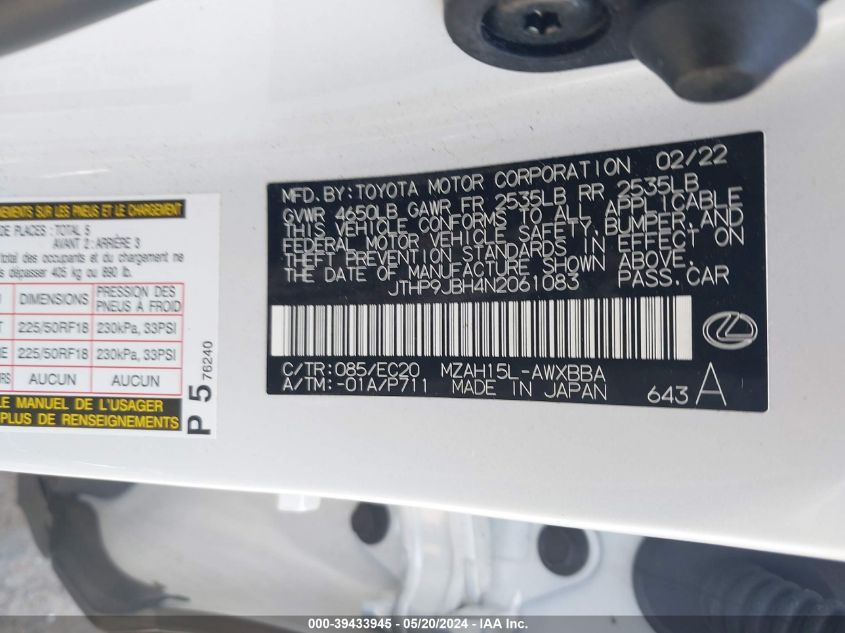 NEMENTS SUR LES PNEUS ET LE CHARGEMENT
DE PLACES : TOTAL 5
AVANT 2 : ARRIÈRE 3
total des occupants et du chargement ne
dépasser 405 kg ou 890 lb.
DIMENSIONS
PRESSION DES
PNEUS À FROID
T 225/50RF18 230kPa, 33PSI
E 225/50RF18 230kPa, 33PSI
RS AUCUN AUCUN
LE MANUEL DE L'USAGER
PLUS DE RENSEIGNEMENTS
P 5 76240
MFD. BY: TOYOTA MOTOR CORPORATION 02/22
GVWR 4650LB GAWR FR 2535LB RR 2535LB
THIS VEHICLE CONFORMS TO ALL APPLICABLE
FEDERAL MOTOR VEHICLE SAFETY, BUMPER, AND
THEFT PREVENTION STANDARDS IN EFFECT ON
THE DATE OF MANUFACTURE SHOWN ABOVE.
JTHP9JBH4N2061083 PASS. CAR
C/TR: 085/EC20 MZAH15L-AWXBBA
A/TM: -01A/P711 MADE IN JAPAN 643 A
000-39433945 - 05/20/2024 - IAA Inc.